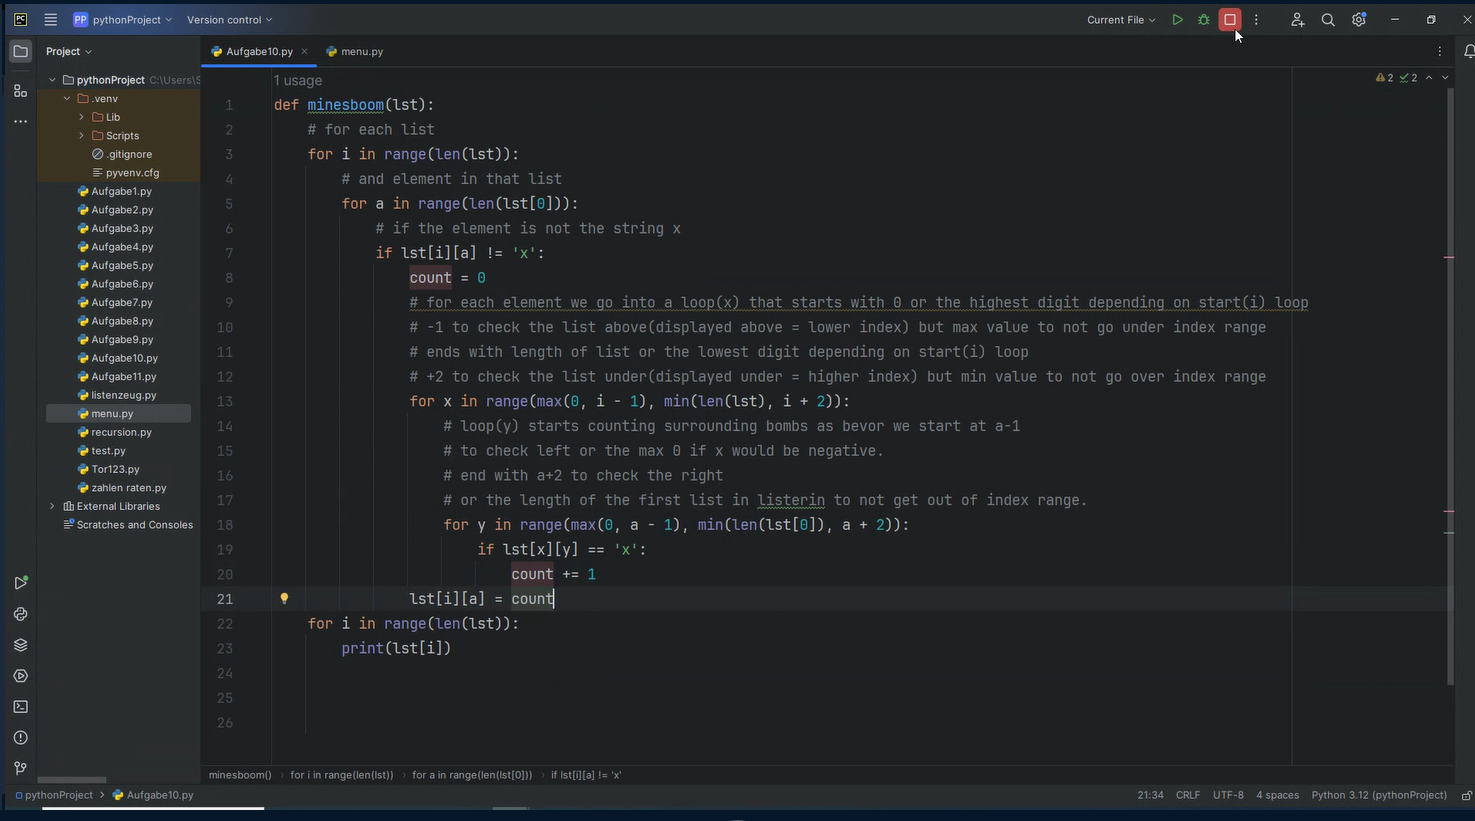 PC PP pythonProject Version control Current File
Project Aufgabe10.py menu.py
pythonProject C:\Users\S
.venv
Lib
Scripts
.gitignore
pyvenv.cfg
Aufgabe1.py
Aufgabe2.py
Aufgabe3.py
Aufgabe4.py
Aufgabe5.py
Aufgabe6.py
Aufgabe7.py
Aufgabe8.py
Aufgabe9.py
Aufgabe10.py
Aufgabe11.py
listenzeug.py
menu.py
recursion.py
test.py
Tor123.py
zahlen raten.py
External Libraries
Scratches and Consoles
1 usage
2 2
1 def minesboom(lst):
2 # for each list
3 for i in range(len(lst)):
4 # and element in that list
5 for a in range(len(lst[0])):
6 # if the element is not the string x
7 if lst[i][a] != 'x':
8 count = 0
9 # for each element we go into a loop(x) that starts with 0 or the highest digit depending on start(i) loop
10 # -1 to check the list above(displayed above = lower index) but max value to not go under index range
11 # ends with length of list or the lowest digit depending on start(i) loop
12 # +2 to check the list under(displayed under = higher index) but min value to not go over index range
13 for x in range(max(0, i - 1), min(len(lst), i + 2)):
14 # loop(y) starts counting surrounding bombs as bevor we start at a-1
15 # to check left or the max 0 if x would be negative.
16 # end with a+2 to check the right
17 # or the length of the first list in listerin to not get out of index range.
18 for y in range(max(0, a - 1), min(len(lst[0]), a + 2)):
19 if lst[x][y] == 'x':
20 count += 1
21 lst[i][a] = count
22 for i in range(len(lst)):
23 print(lst[i])
24
25
26
minesboom() › for i in range(len(lst)) › for a in range(len(lst[0])) › if lst[i][a] != 'x'
pythonProject › Aufgabe10.py 21:34 CRLF UTF-8 4 spaces Python 3.12 (pythonProject)